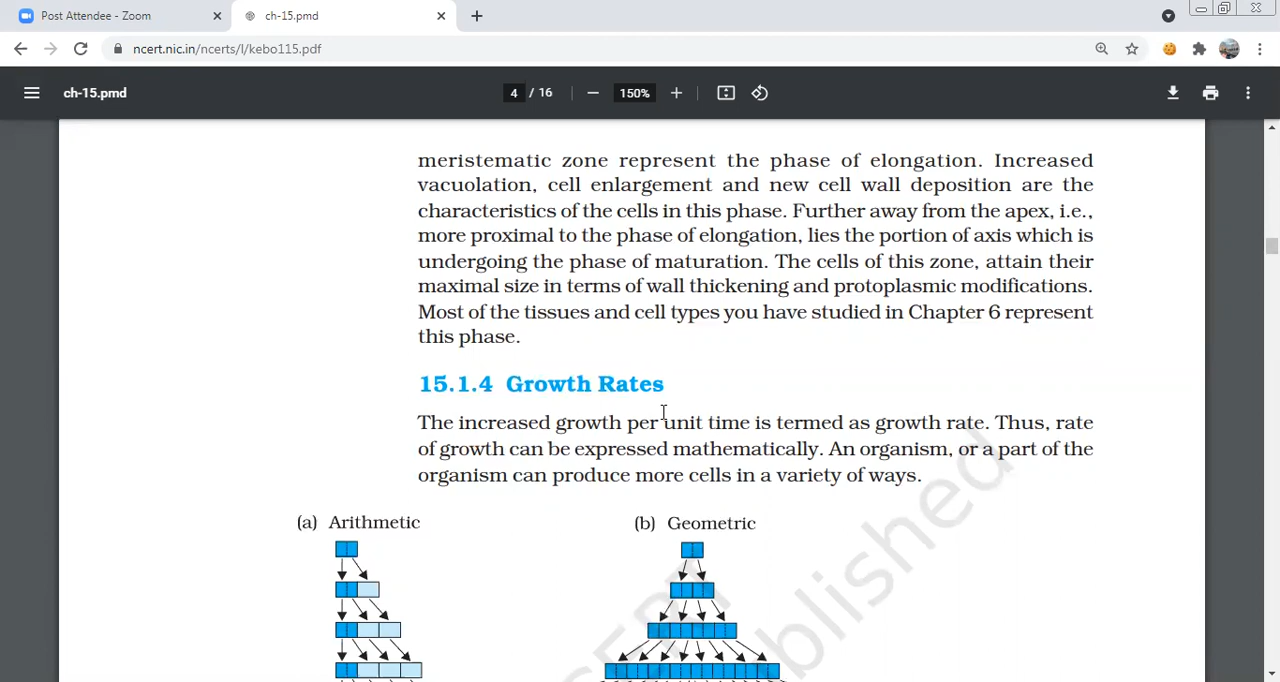 Post Attendee - Zoom
ch-15.pmd
ncert.nic.in/ncerts/l/kebo115.pdf
ch-15.pmd
4 / 16
150%
meristematic zone represent the phase of elongation. Increased
vacuolation, cell enlargement and new cell wall deposition are the
characteristics of the cells in this phase. Further away from the apex, i.e.,
more proximal to the phase of elongation, lies the portion of axis which is
undergoing the phase of maturation. The cells of this zone, attain their
maximal size in terms of wall thickening and protoplasmic modifications.
Most of the tissues and cell types you have studied in Chapter 6 represent
this phase.
15.1.4 Growth Rates
The increased growth per unit time is termed as growth rate. Thus, rate
of growth can be expressed mathematically. An organism, or a part of the
organism can produce more cells in a variety of ways.
(a) Arithmetic
(b) Geometric